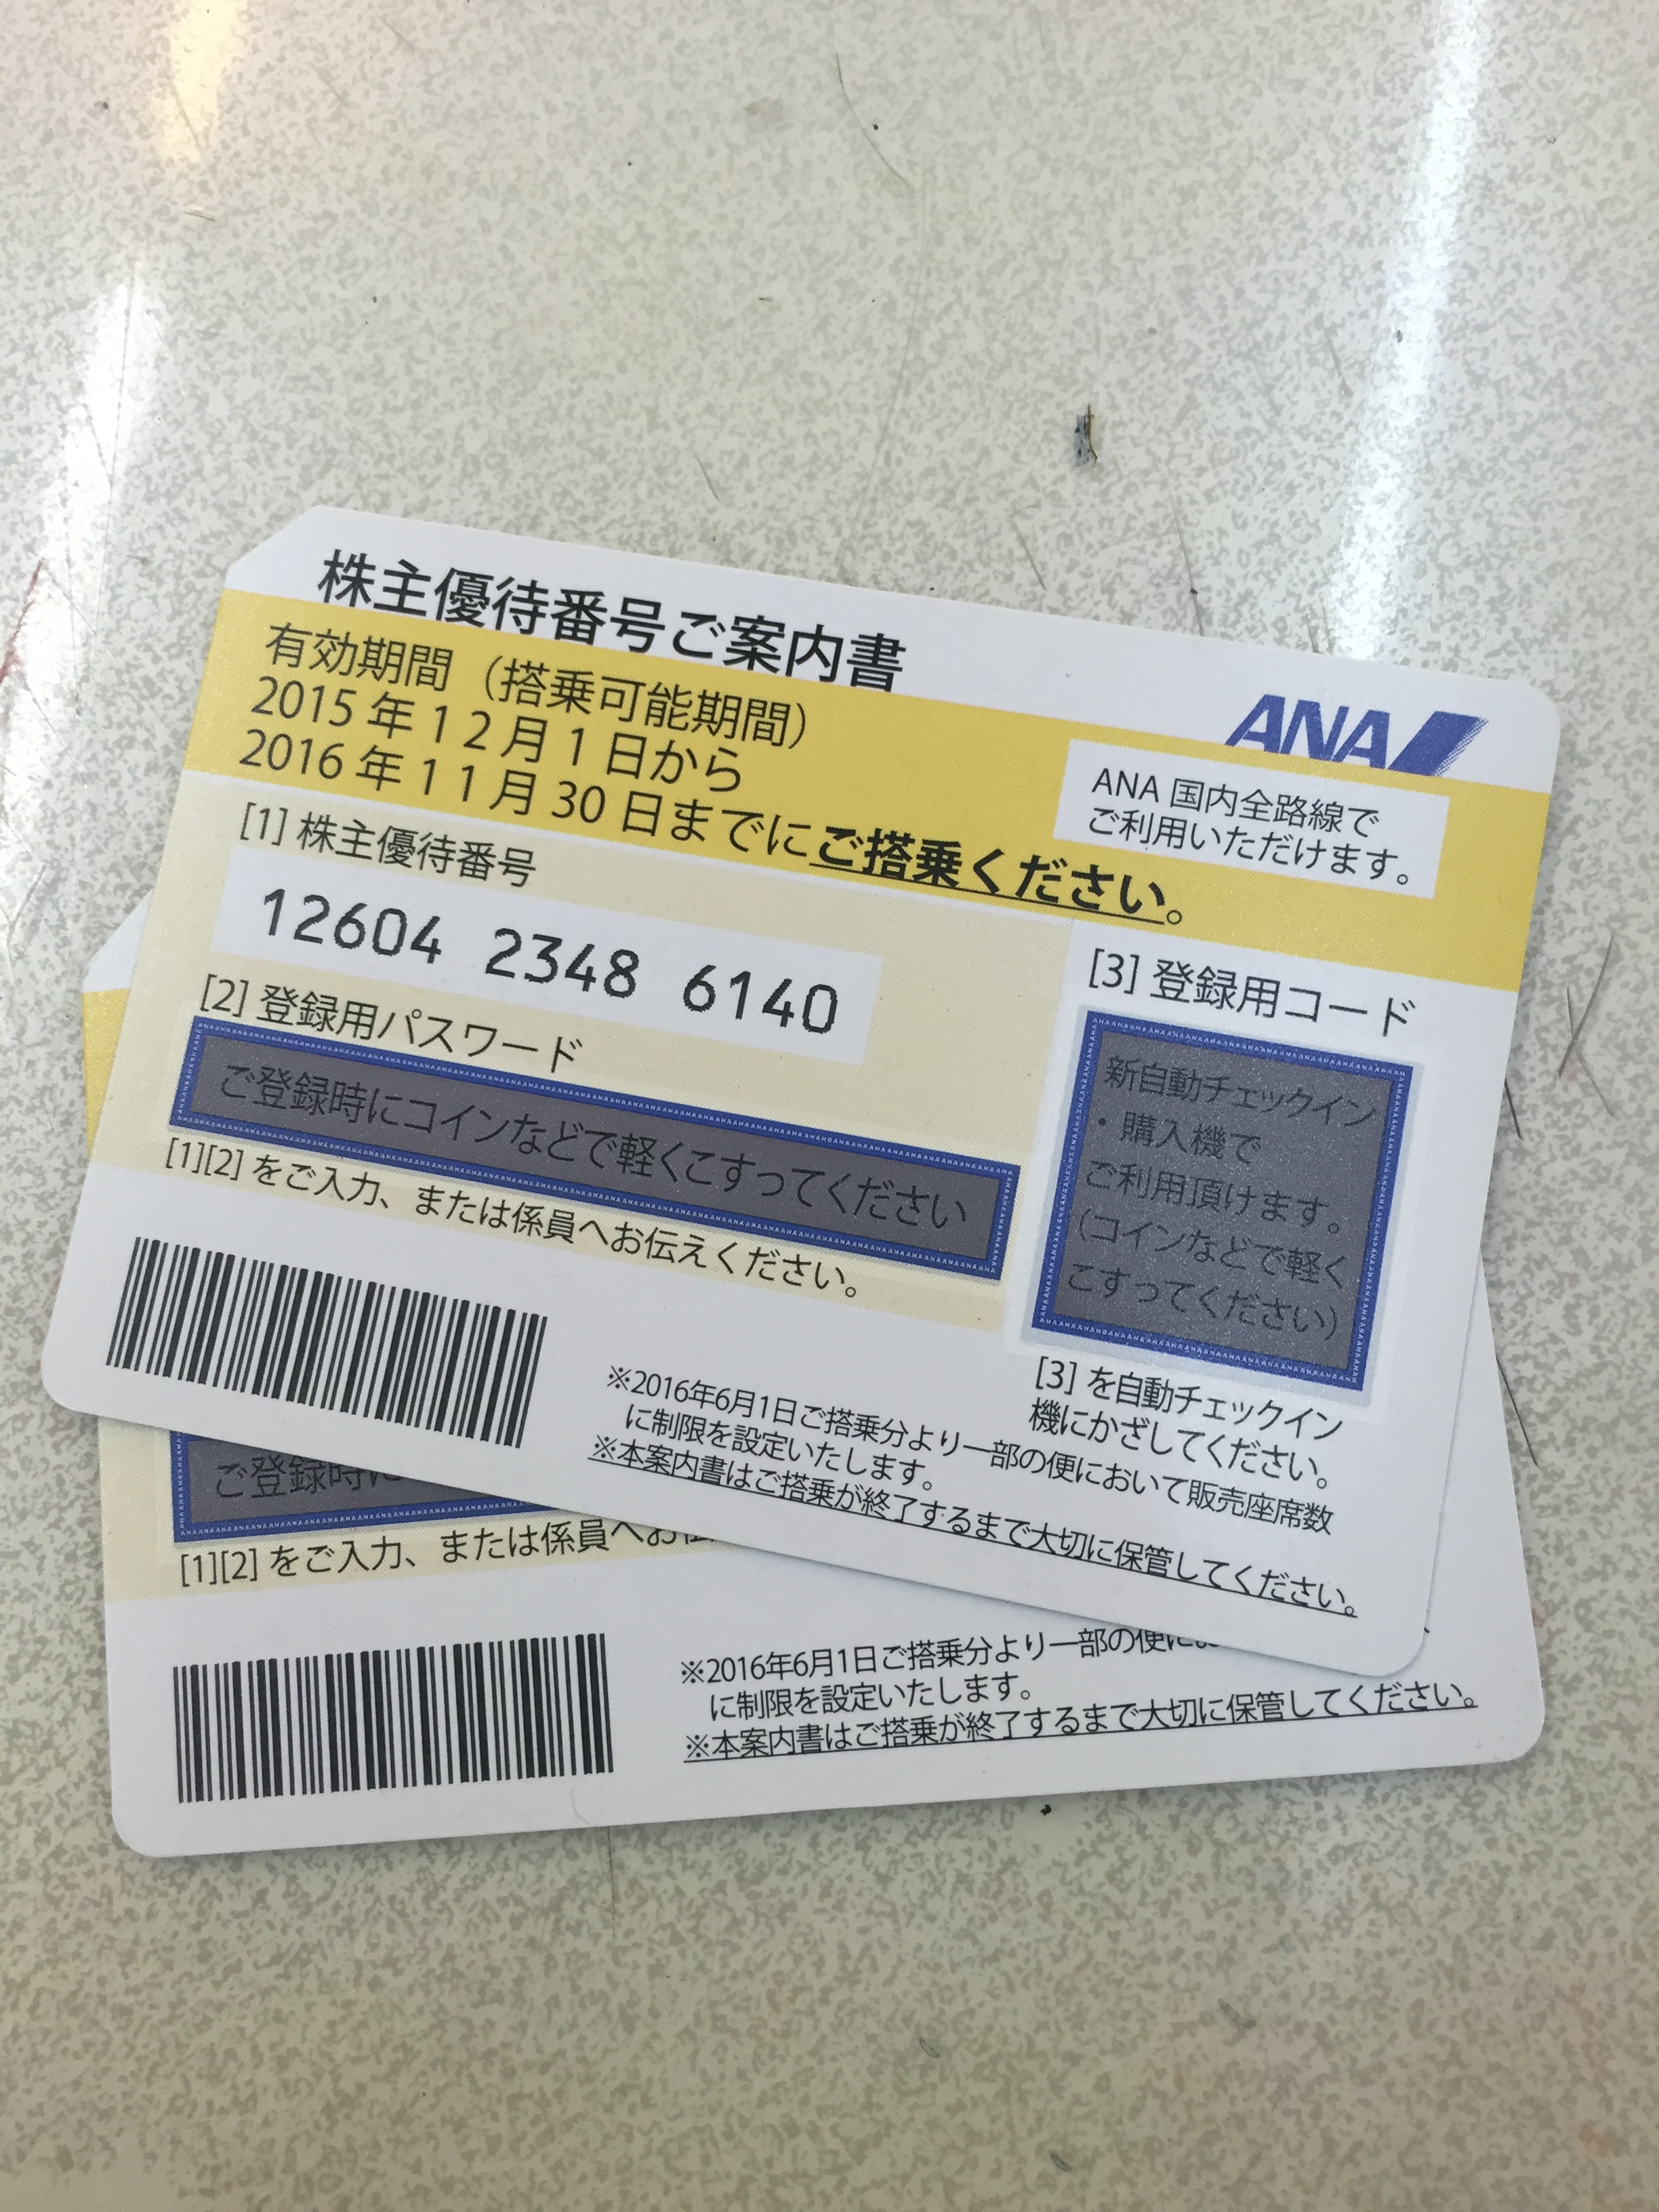 株主優待番号ご案内書
ANA
有効期間（搭乗可能期間）
2015年12月1日から
2016年11月30日までにご搭乗ください。
ANA 国内全路線で
ご利用いただけます。
[1] 株主優待番号
12604 2348 6140
[2] 登録用パスワード
ご登録時にコインなどで軽くこすってください
[1][2] をご入力、または係員へお伝えください。
[3] 登録用コード
新自動チェックイン
・購入機で
ご利用頂けます。
（コインなどで軽く
こすってください）
[3] を自動チェックイン
機にかざしてください。
※2016年6月1日ご搭乗分より一部の便において販売座席数
に制限を設定いたします。
※本案内書はご搭乗が終了するまで大切に保管してください。
ご登録時に
[1][2] をご入力、または係員へお
※2016年6月1日ご搭乗分より一部の便に
に制限を設定いたします。
※本案内書はご搭乗が終了するまで大切に保管してください。